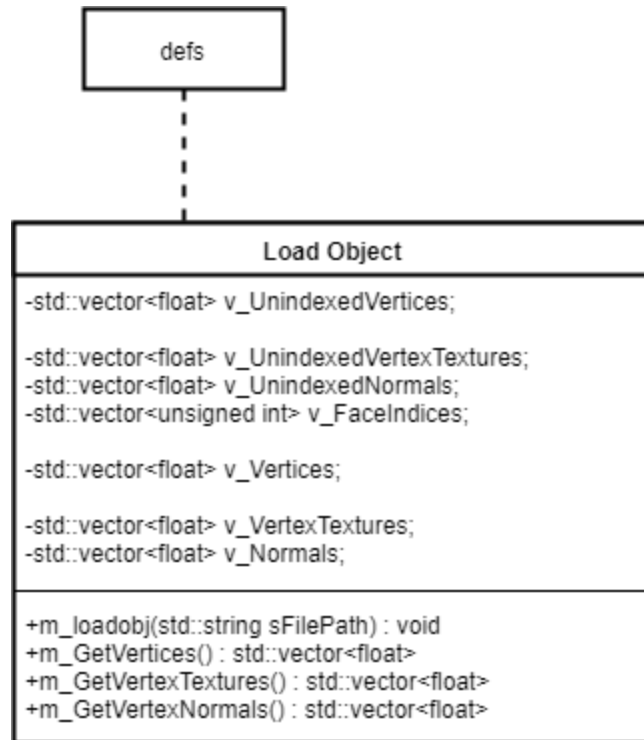 defs
Load Object
-std::vector<float> v_UnindexedVertices;
-std::vector<float> v_UnindexedVertexTextures;
-std::vector<float> v_UnindexedNormals;
-std::vector<unsigned int> v_FaceIndices;
-std::vector<float> v_Vertices;
-std::vector<float> v_VertexTextures;
-std::vector<float> v_Normals;
+m_loadobj(std::string sFilePath) : void
+m_GetVertices() : std::vector<float>
+m_GetVertexTextures() : std::vector<float>
+m_GetVertexNormals() : std::vector<float>